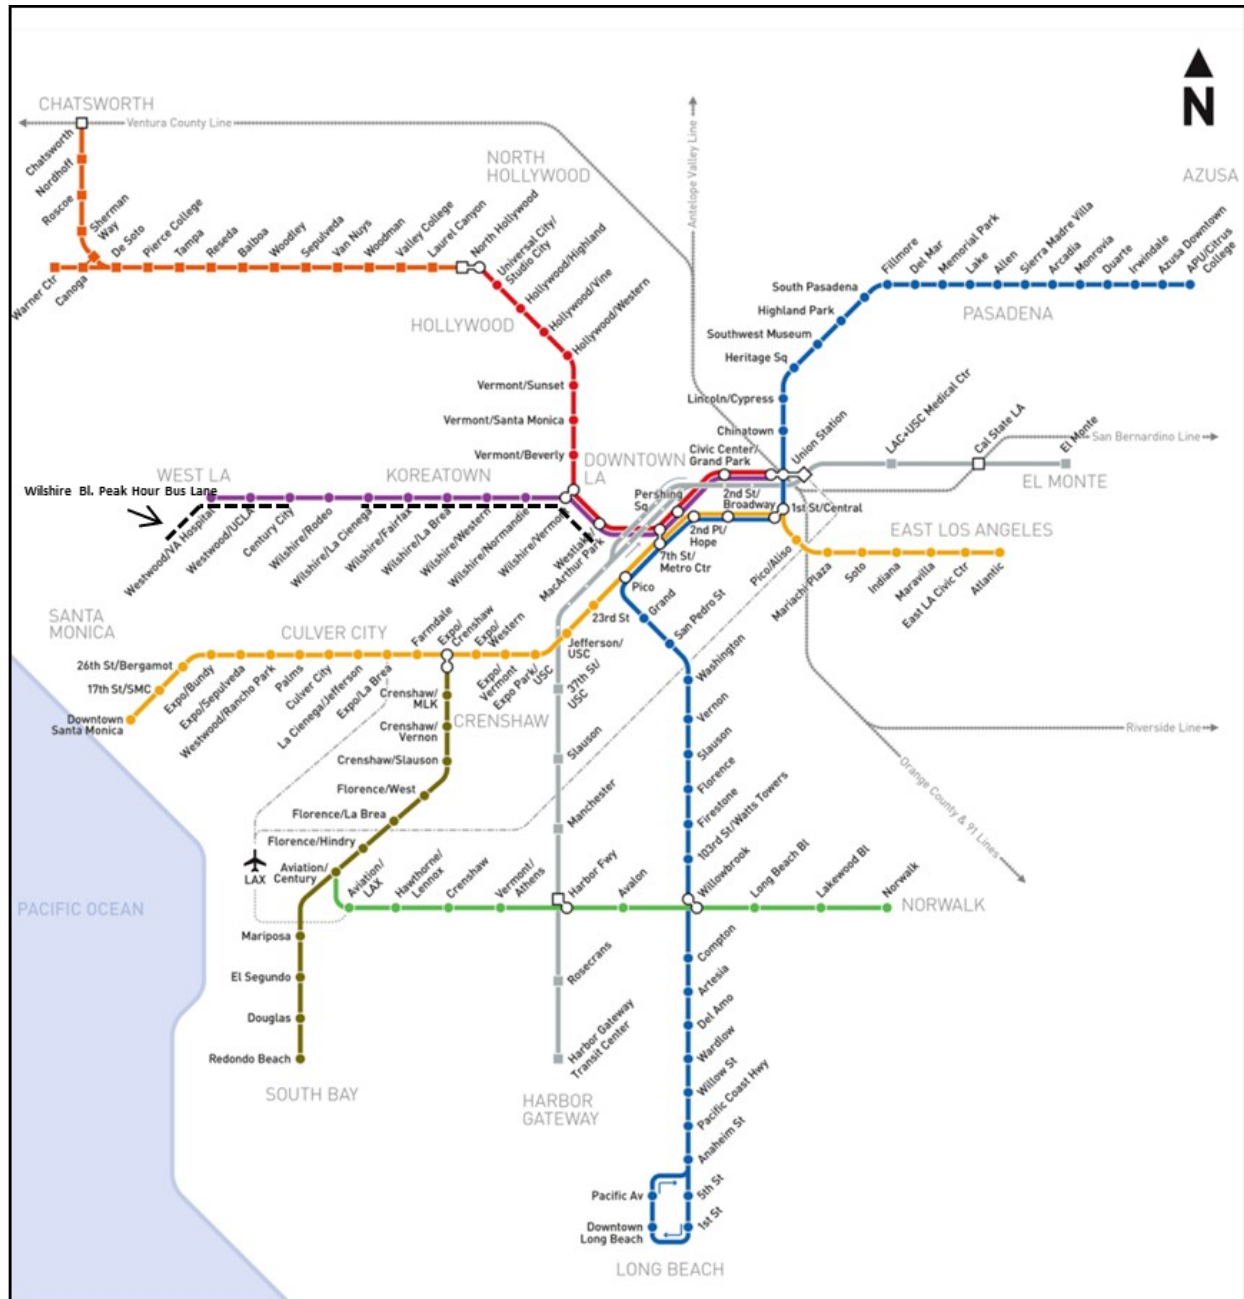 N
CHATSWORTH
Ventura County Line
Antelope Valley Line
NORTH
HOLLYWOOD
AZUSA
Chatsworth
Nordhoff
Roscoe
Sherman
Way
Warner Ctr
Canoga
De Soto
Pierce College
Tampa
Reseda
Balboa
Woodley
Sepulveda
Van Nuys
Woodman
Valley College
Laurel Canyon
North Hollywood
Universal City/
Studio City
Hollywood/Highland
Hollywood/Vine
Hollywood/Western
HOLLYWOOD
Vermont/Sunset
Vermont/Santa Monica
Vermont/Beverly
Fillmore
Del Mar
Memorial Park
Lake
Allen
Sierra Madre Villa
Arcadia
Monrovia
Duarte
Irwindale
Azusa Downtown
APU/Citrus
College
PASADENA
South Pasadena
Highland Park
Southwest Museum
Heritage Sq
Lincoln/Cypress
Chinatown
Union Station
LAC+USC Medical Ctr
Cal State LA
El Monte
San Bernardino Line
EL MONTE
Civic Center/
Grand Park
DOWNTOWN
LA
Pershing
Sq
2nd St/
Broadway
1st St/Central
2nd Pl/
Hope
7th St/
Metro Ctr
WEST LA
KOREATOWN
Wilshire Bl. Peak Hour Bus Lane
Westwood/VA Hospital
Westwood/UCLA
Century City
Wilshire/Rodeo
Wilshire/La Cienega
Wilshire/Fairfax
Wilshire/La Brea
Wilshire/Western
Wilshire/Normandie
Wilshire/Vermont
Westlake/
MacArthur Park
EAST LOS ANGELES
Pico/Aliso
Mariachi Plaza
Soto
Indiana
Maravilla
East LA Civic Ctr
Atlantic
Pico
Grand
San Pedro St
Washington
Vernon
Slauson
Florence
Firestone
103rd St/Watts Towers
Willowbrook
23rd St
Jefferson/
USC
SANTA
MONICA
CULVER CITY
26th St/Bergamot
17th St/SMC
Downtown
Santa Monica
Expo/Bundy
Expo/Sepulveda
Westwood/Rancho Park
Palms
Culver City
La Cienega/Jefferson
Expo/La Brea
Farmdale
Expo/
Crenshaw
Expo/
Western
Expo/
Vermont
Expo Park/
USC
37th St/
USC
Slauson
Manchester
Harbor Fwy
Rosecrans
Harbor Gateway
Transit Center
HARBOR
GATEWAY
Crenshaw/
MLK
CRENSHAW
Crenshaw/
Vernon
Crenshaw/Slauson
Florence/West
Florence/La Brea
Florence/Hindry
Aviation/
Century
LAX
Aviation/
LAX
Hawthorne/
Lennox
Crenshaw
Vermont/
Athens
Avalon
Long Beach Bl
Lakewood Bl
Norwalk
NORWALK
Riverside Line
Orange County & 91 Lines
PACIFIC OCEAN
Mariposa
El Segundo
Douglas
Redondo Beach
SOUTH BAY
Compton
Artesia
Del Amo
Wardlow
Willow St
Pacific Coast Hwy
Anaheim St
5th St
1st St
Pacific Av
Downtown
Long Beach
LONG BEACH